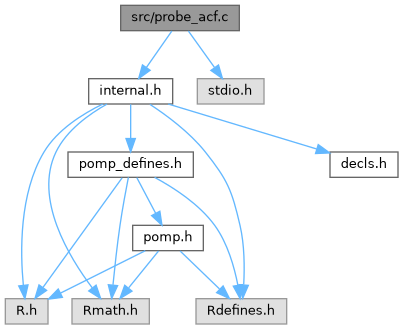 src/probe_acf.c
internal.h
stdio.h
pomp_defines.h
decls.h
pomp.h
R.h
Rmath.h
Rdefines.h